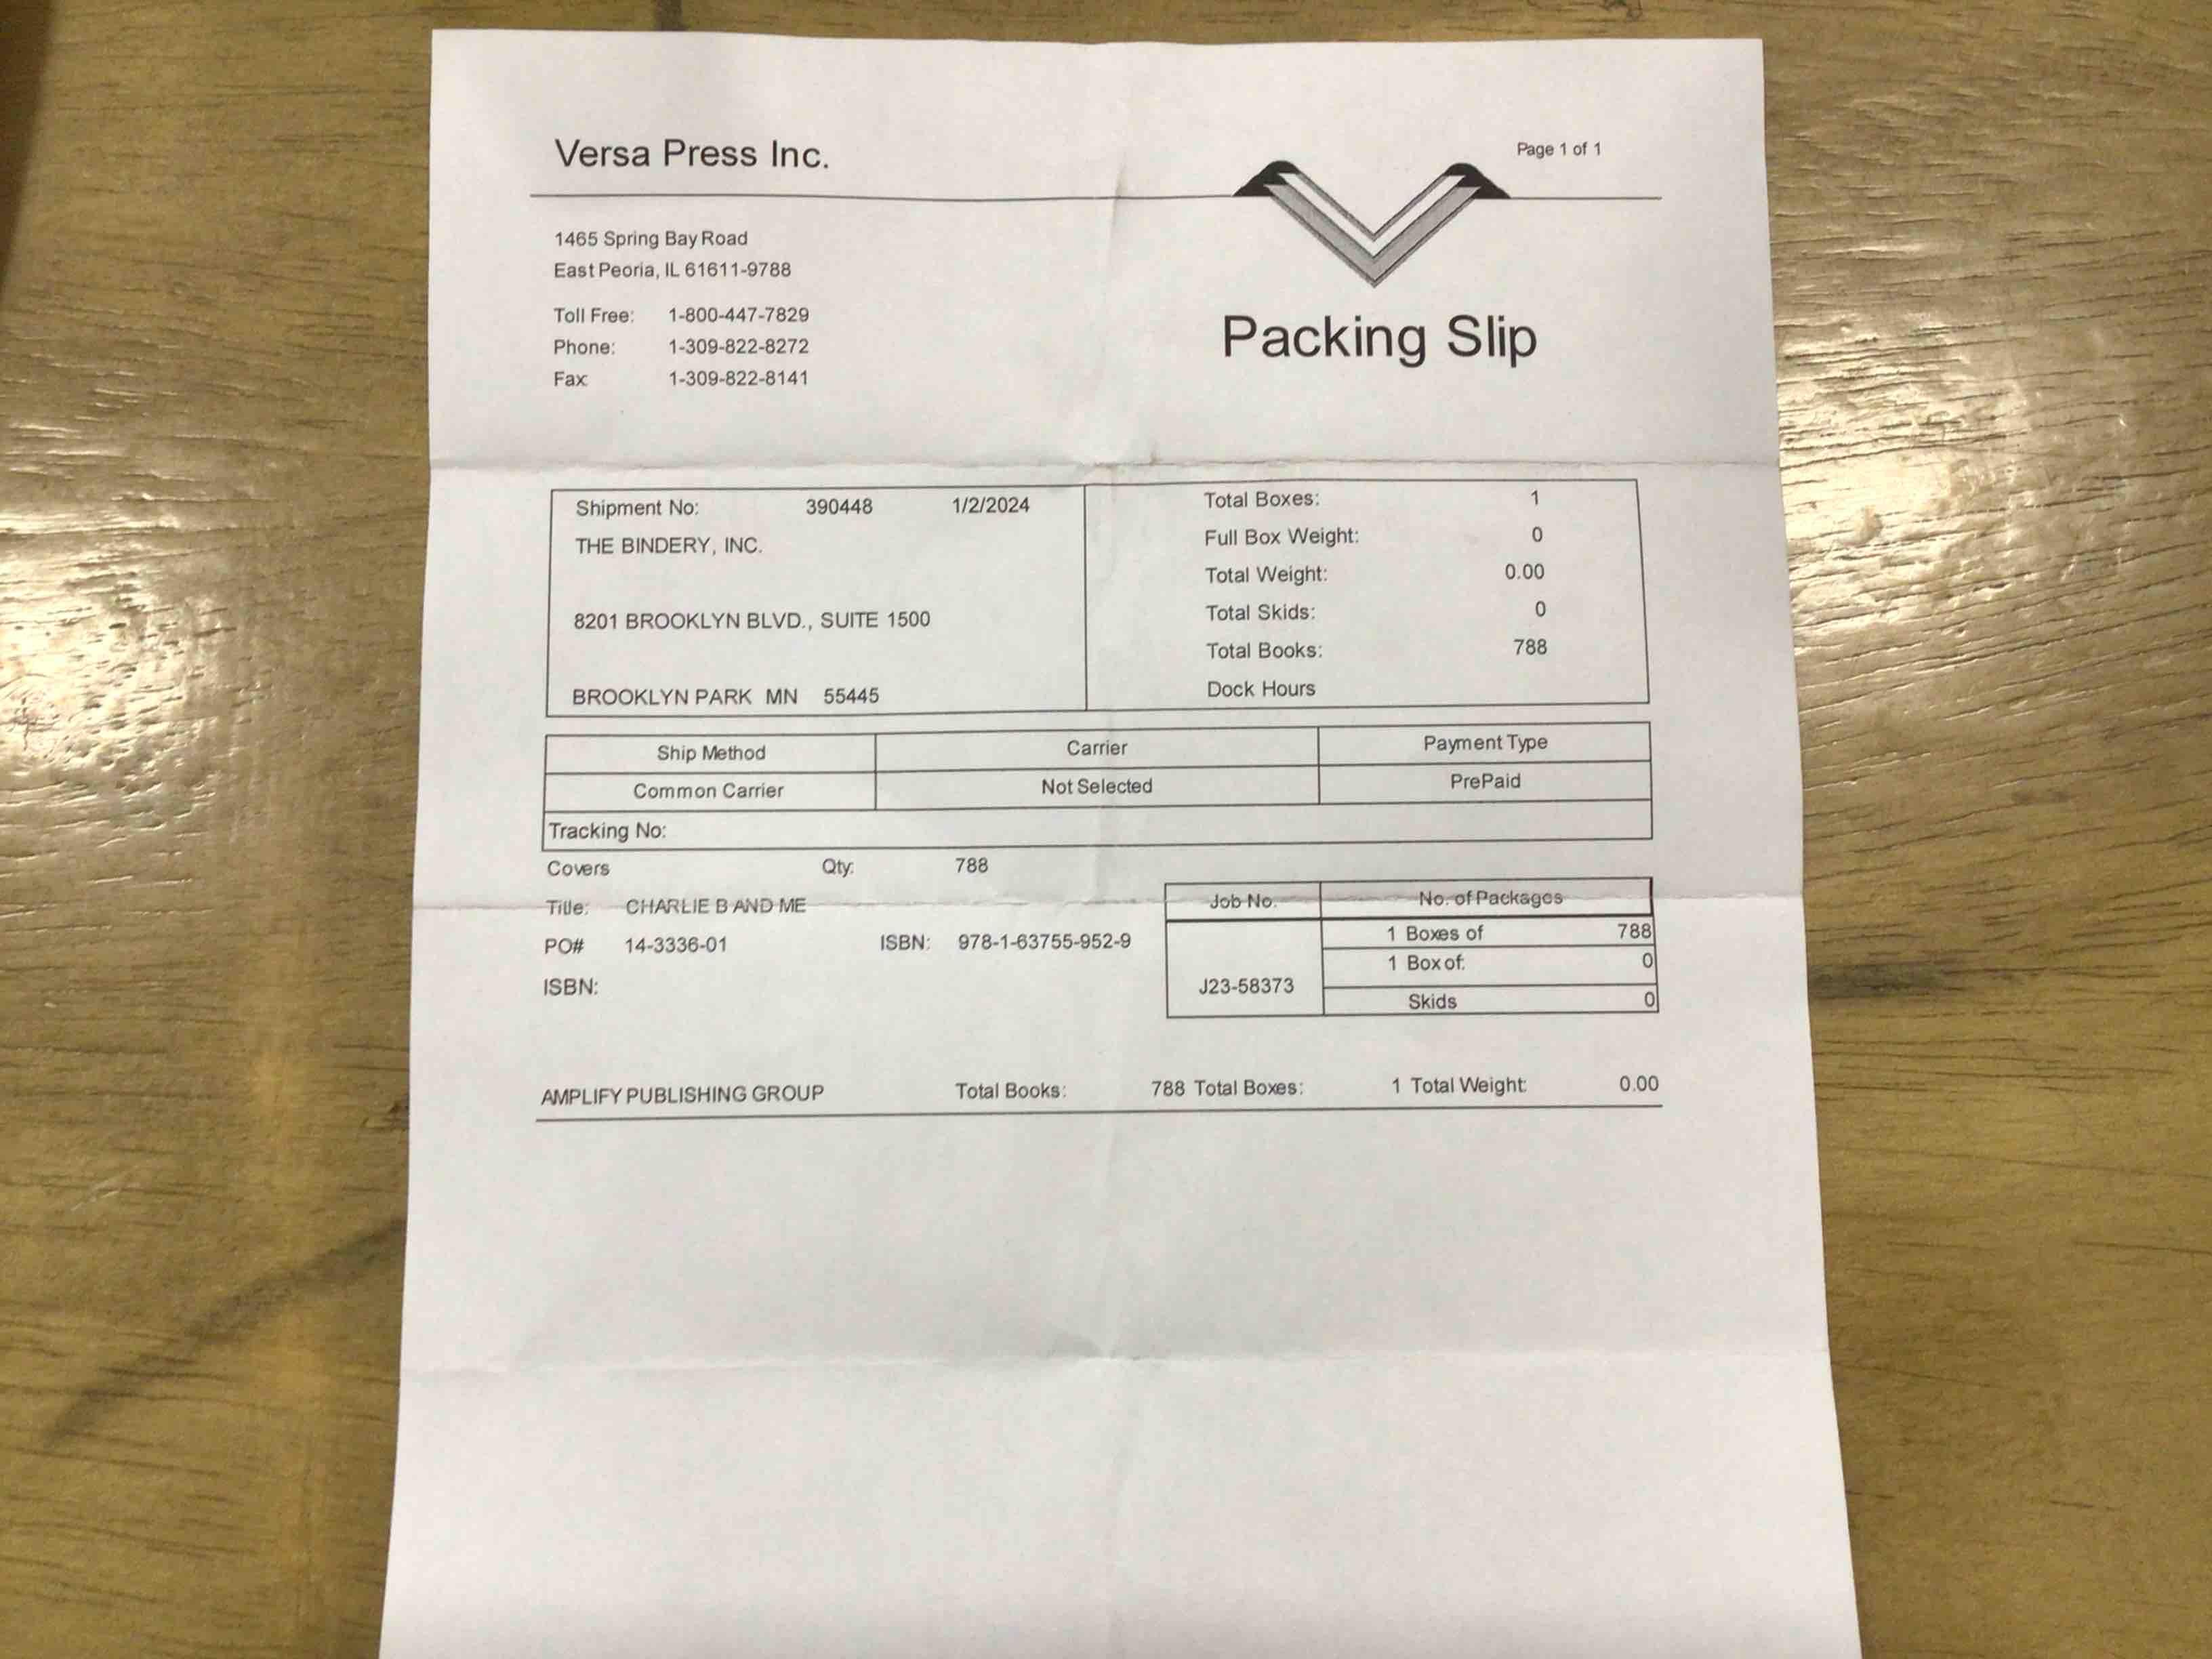 Versa Press Inc.
Page 1 of 1
1465 Spring Bay Road
East Peoria, IL 61611-9788
Toll Free: 1-800-447-7829
Phone: 1-309-822-8272
Fax: 1-309-822-8141
Packing Slip
Shipment No: 390448 1/2/2024
THE BINDERY, INC.
8201 BROOKLYN BLVD., SUITE 1500
BROOKLYN PARK MN 55445
Total Boxes: 1
Full Box Weight: 0
Total Weight: 0.00
Total Skids: 0
Total Books: 788
Dock Hours
Ship Method Carrier Payment Type
Common Carrier Not Selected PrePaid
Tracking No:
Covers Qty: 788
Title: CHARLIE B AND ME
PO# 14-3336-01 ISBN: 978-1-63755-952-9
ISBN:
Job No. No. of Packages
1 Boxes of 788
1 Box of: 0
J23-58373
Skids 0
AMPLIFY PUBLISHING GROUP Total Books: 788 Total Boxes: 1 Total Weight: 0.00